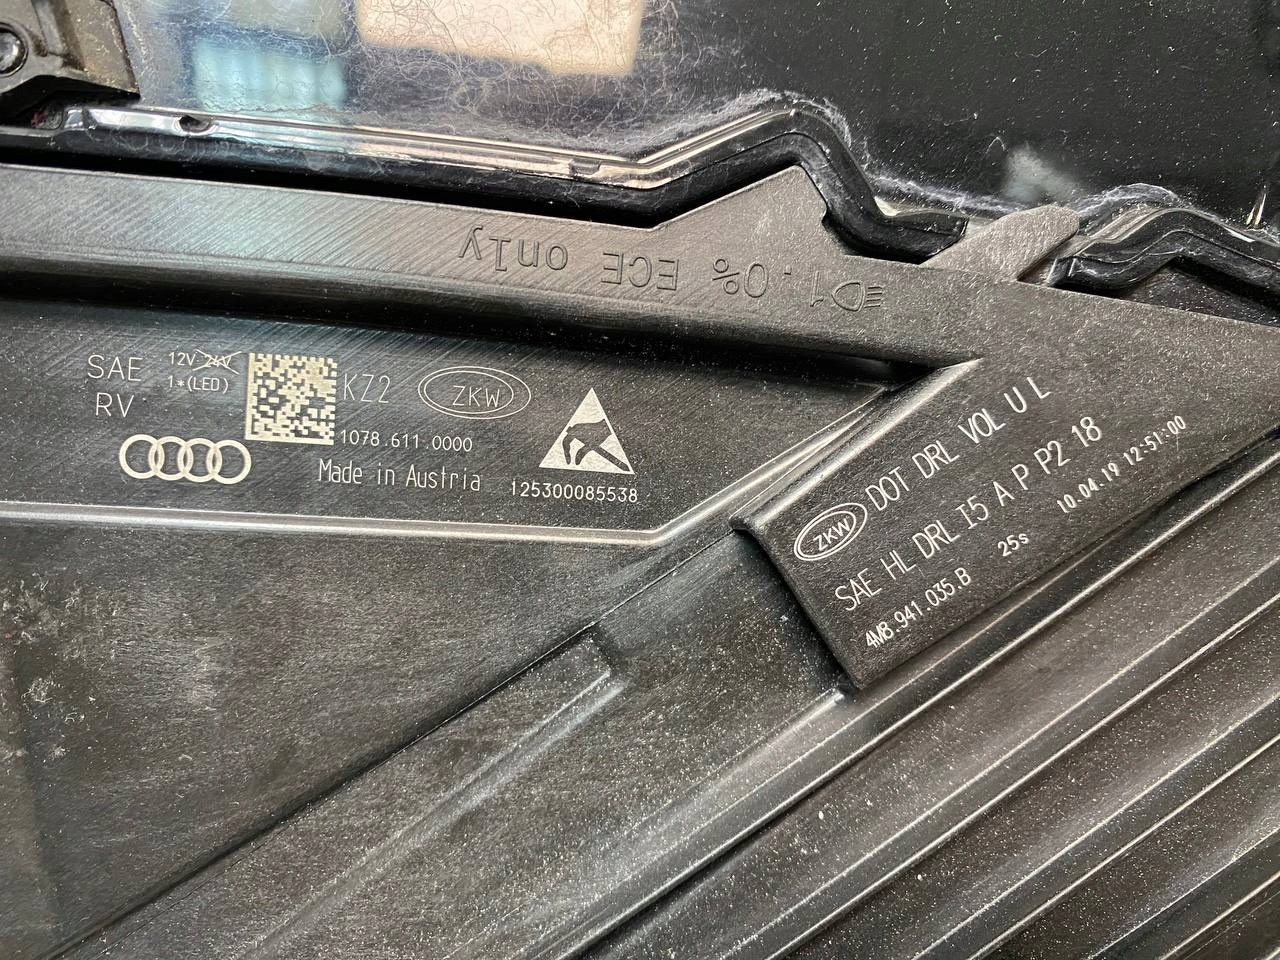 1.0% ECE only
SAE
RV
12V 24V
1*(LED)
KZ2
ZKW
1078.611.0000
Made in Austria
125300085538
ZKW DOT DRL VOL U L
SAE HL DRL I5 A P P2 18
4M8.941.035.B 25s 10.04.19 12:51:00